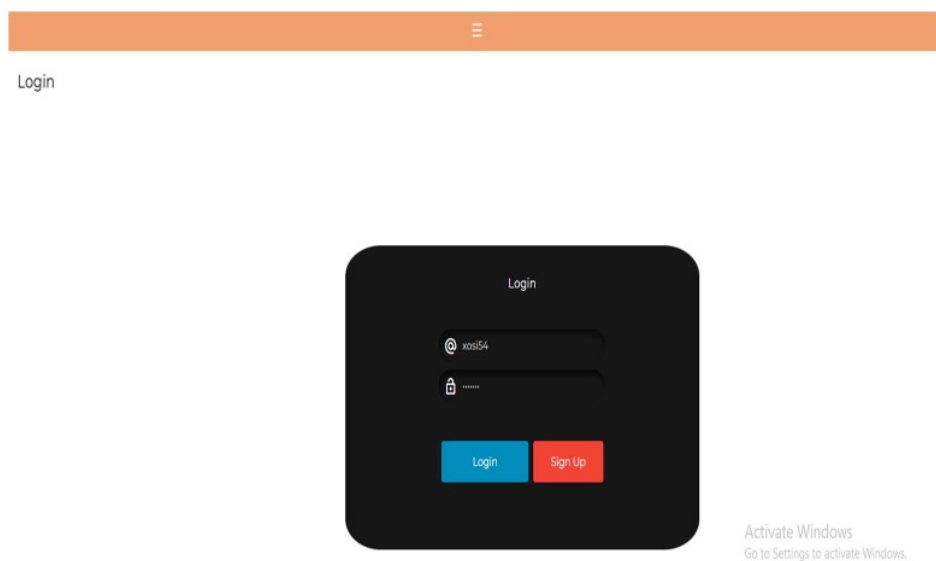 Login
Login
xosi54
.......
Login
Sign Up
Activate Windows
Go to Settings to activate Windows.